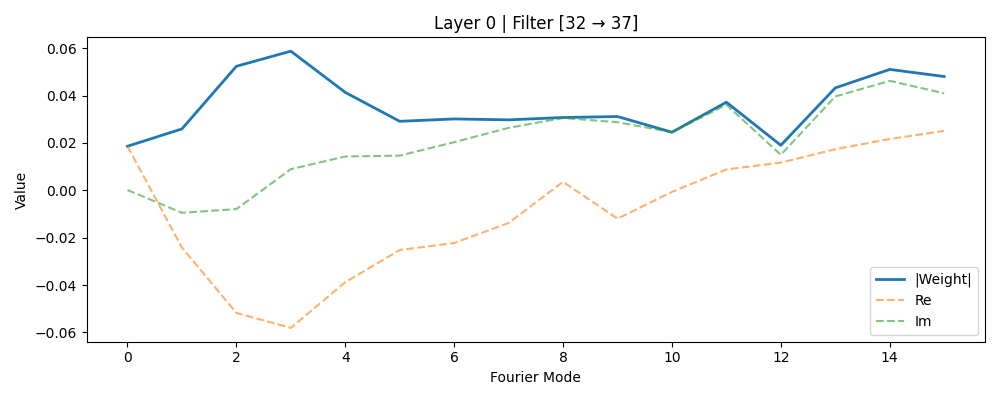 Layer 0 | Filter [32 → 37]
0.06
0.04
0.02
0.00
−0.02
−0.04
−0.06
Value
0 2 4 6 8 10 12 14
Fourier Mode
|Weight|
Re
Im